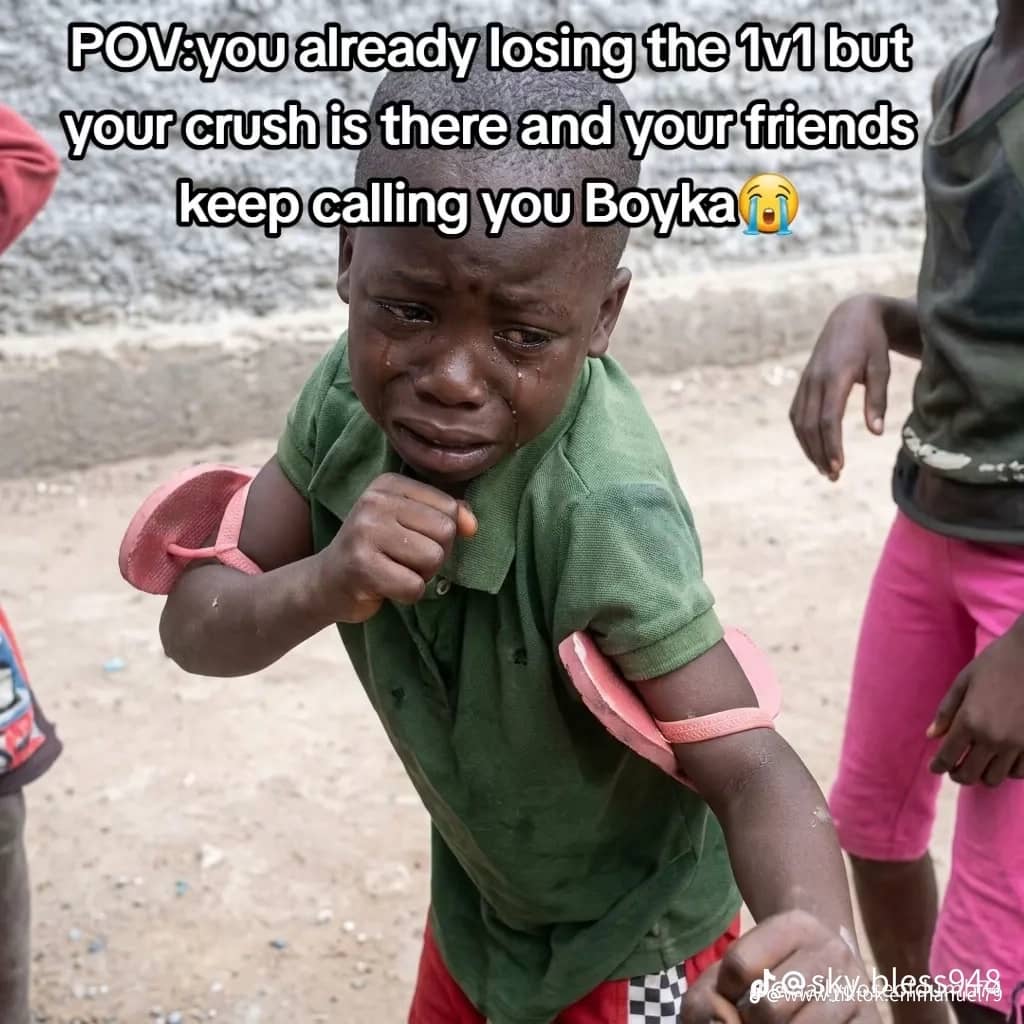 POV:you already losing the 1v1 but
your crush is there and your friends
keep calling you Boyka😭
@sky_bless948